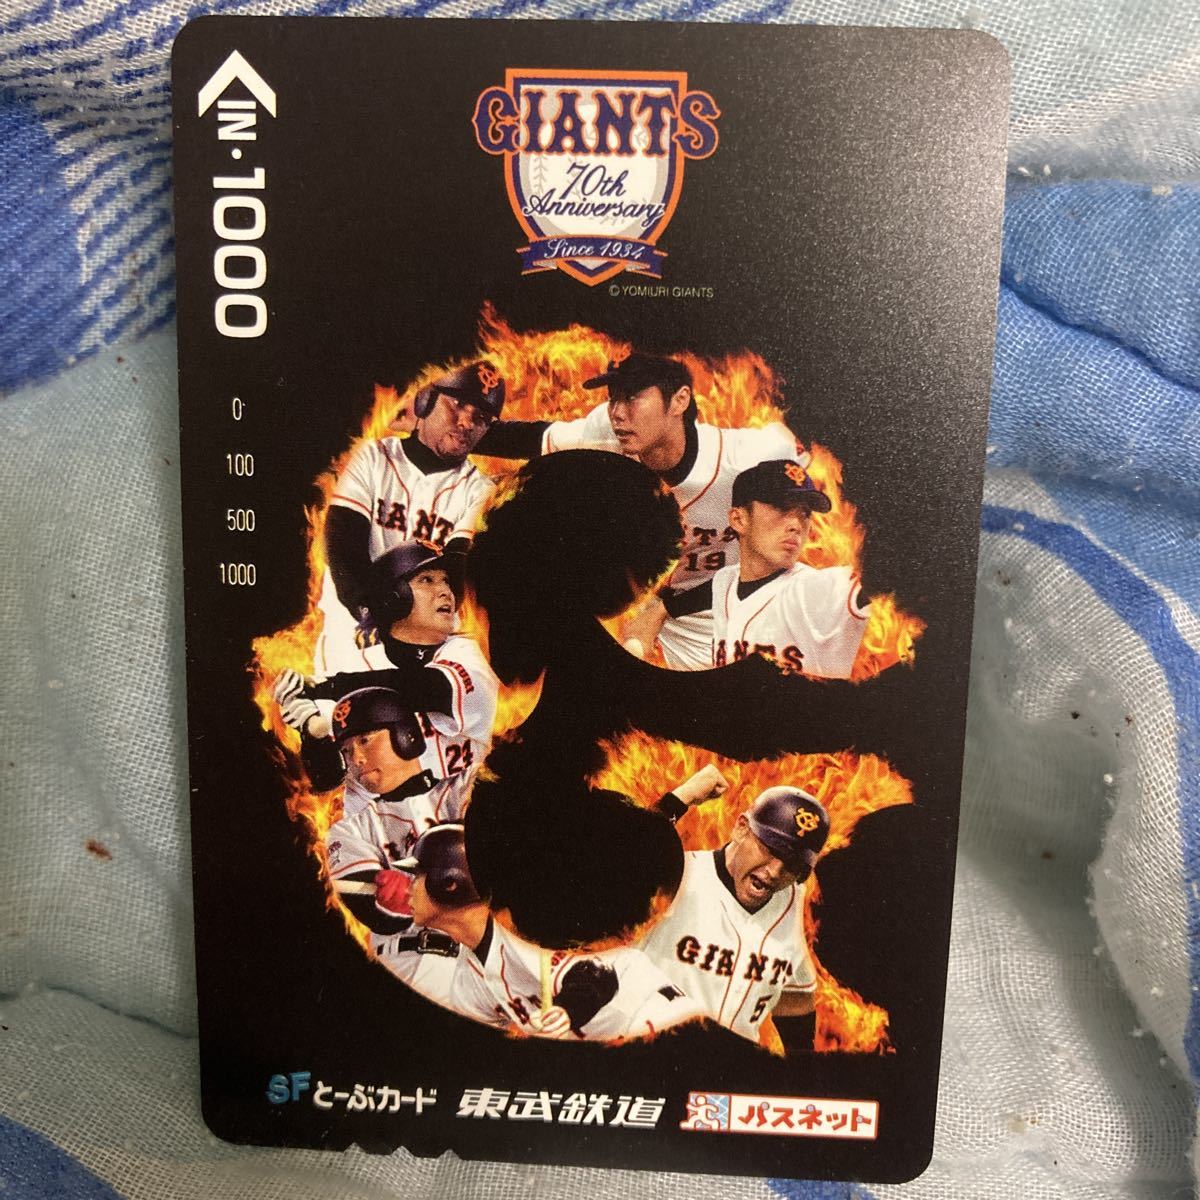 GIANTS
70th
Anniversary
Since 1934
© YOMIURI GIANTS
IN・1000
0
100
500
1000
GIANTS
19
GIANTS
24
GIANTS
5
SFとーぶカード 東武鉄道 パスネット